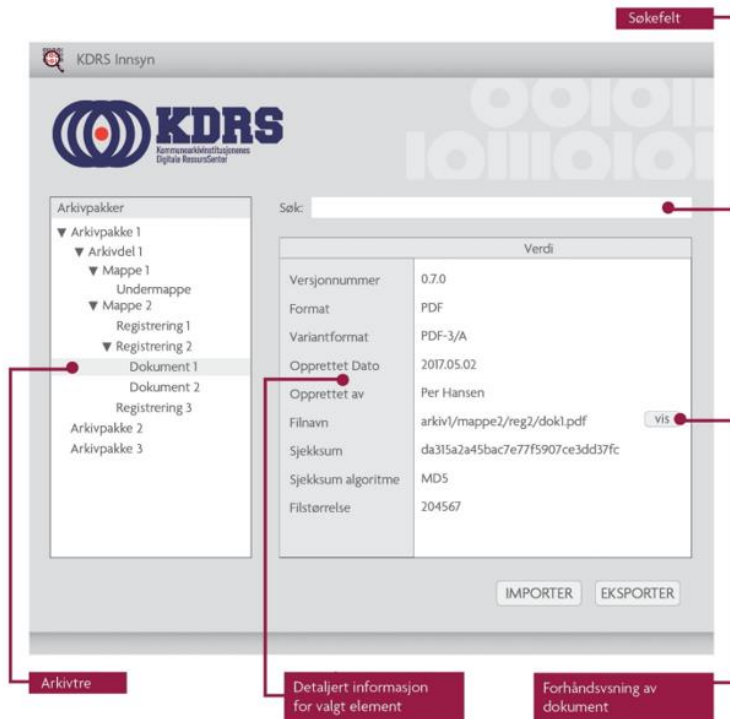 Søkefelt
KDRS Innsyn
KDRS
Kommunearkivinstitusjonenes
Digitale RessursSenter
Arkivpakker
Søk:
Arkivpakke 1
Arkivdel 1
Mappe 1
Undermappe
Mappe 2
Registrering 1
Registrering 2
Dokument 1
Dokument 2
Registrering 3
Arkivpakke 2
Arkivpakke 3
Verdi
Versjonnummer 0.7.0
Format PDF
Variantformat PDF-3/A
Opprettet Dato 2017.05.02
Opprettet av Per Hansen
Filnavn arkiv1/mappe2/reg2/dok1.pdf vis
Sjekksum da315a2a45bac7e77f5907ce3dd37fc
Sjekksum algoritme MD5
Filstørrelse 204567
IMPORTER EKSPORTER
Arkivtre
Detaljert informasjon
for valgt element
Forhåndsvsning av
dokument